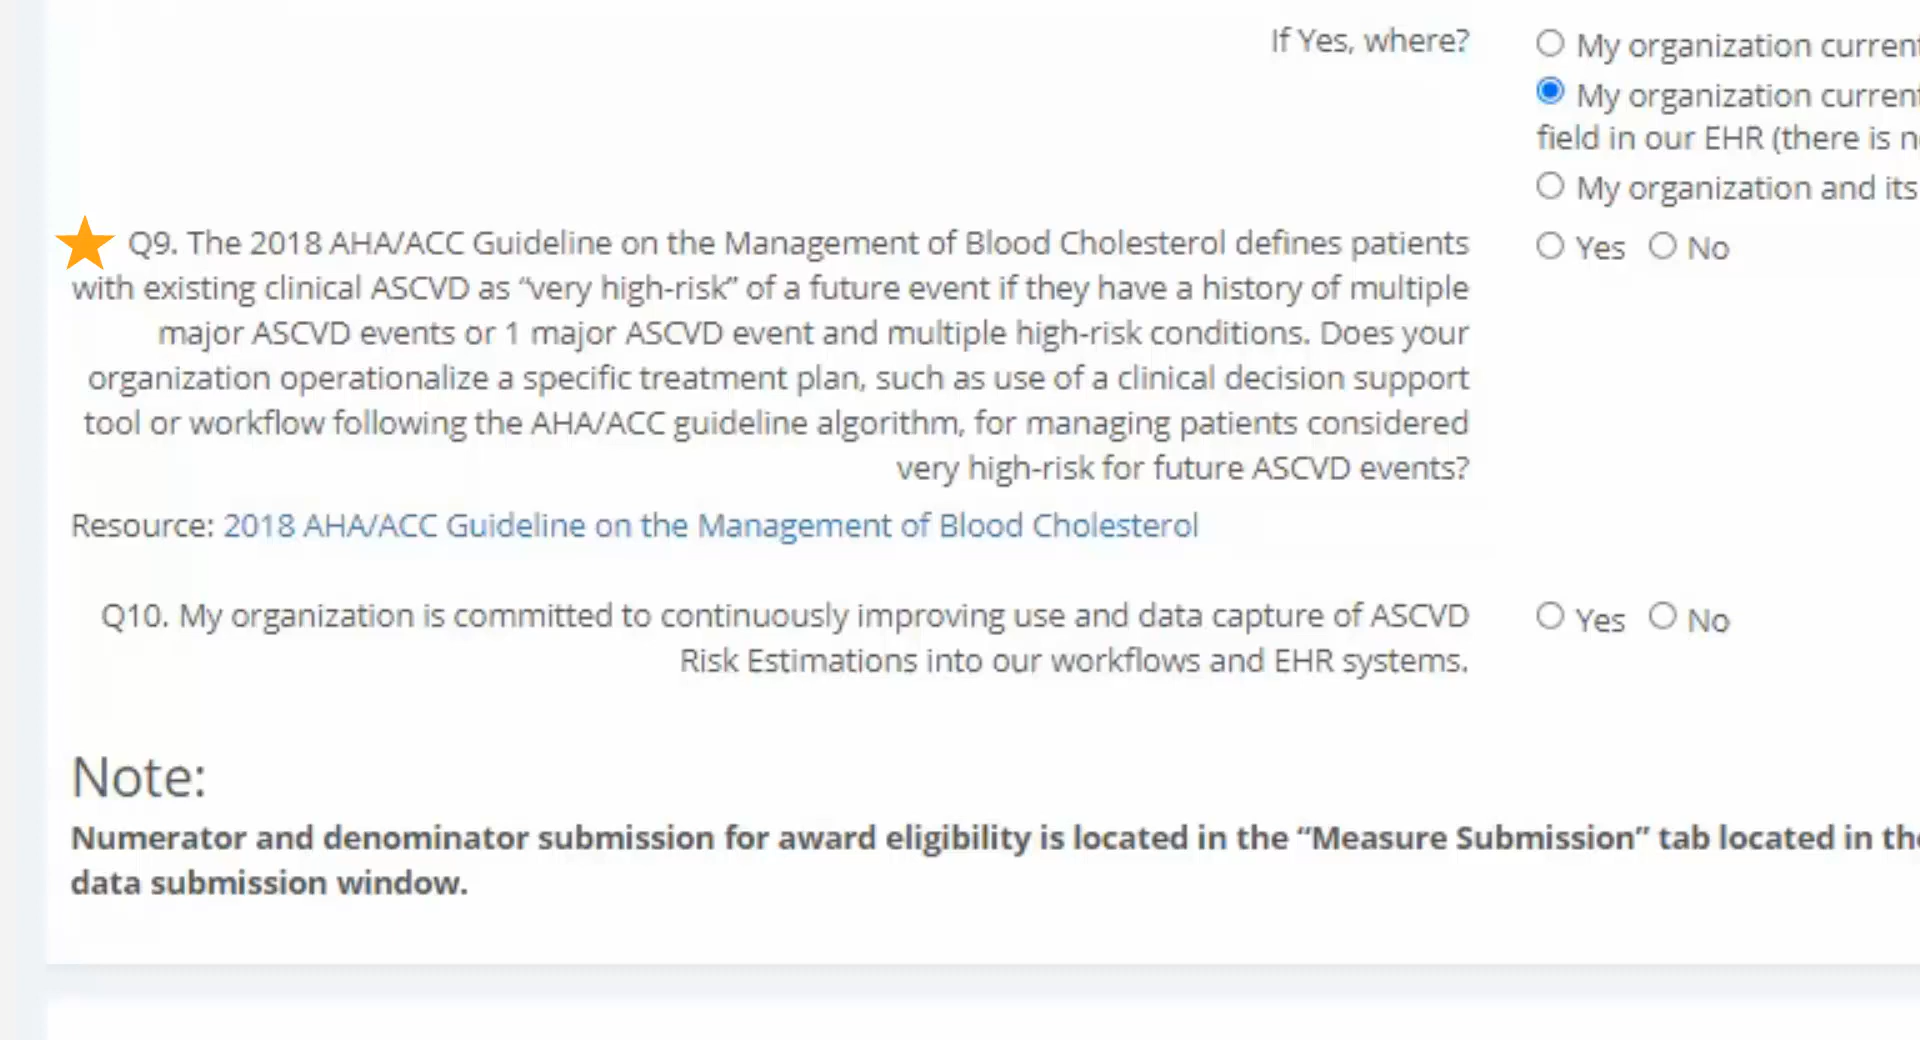 If Yes, where?
My organization
My organization
field in our EHR (there is
My organization and its
Q9. The 2018 AHA/ACC Guideline on the Management of Blood Cholesterol defines patients
with existing clinical ASCVD as “very high-risk” of a future event if they have a history of multiple
major ASCVD events or 1 major ASCVD event and multiple high-risk conditions. Does your
organization operationalize a specific treatment plan, such as use of a clinical decision support
tool or workflow following the AHA/ACC guideline algorithm, for managing patients considered
very high-risk for future ASCVD events?
Yes No
Resource: 2018 AHA/ACC Guideline on the Management of Blood Cholesterol
Q10. My organization is committed to continuously improving use and data capture of ASCVD
Risk Estimations into our workflows and EHR systems.
Yes No
Note:
Numerator and denominator submission for award eligibility is located in the “Measure Submission” tab located in
data submission window.